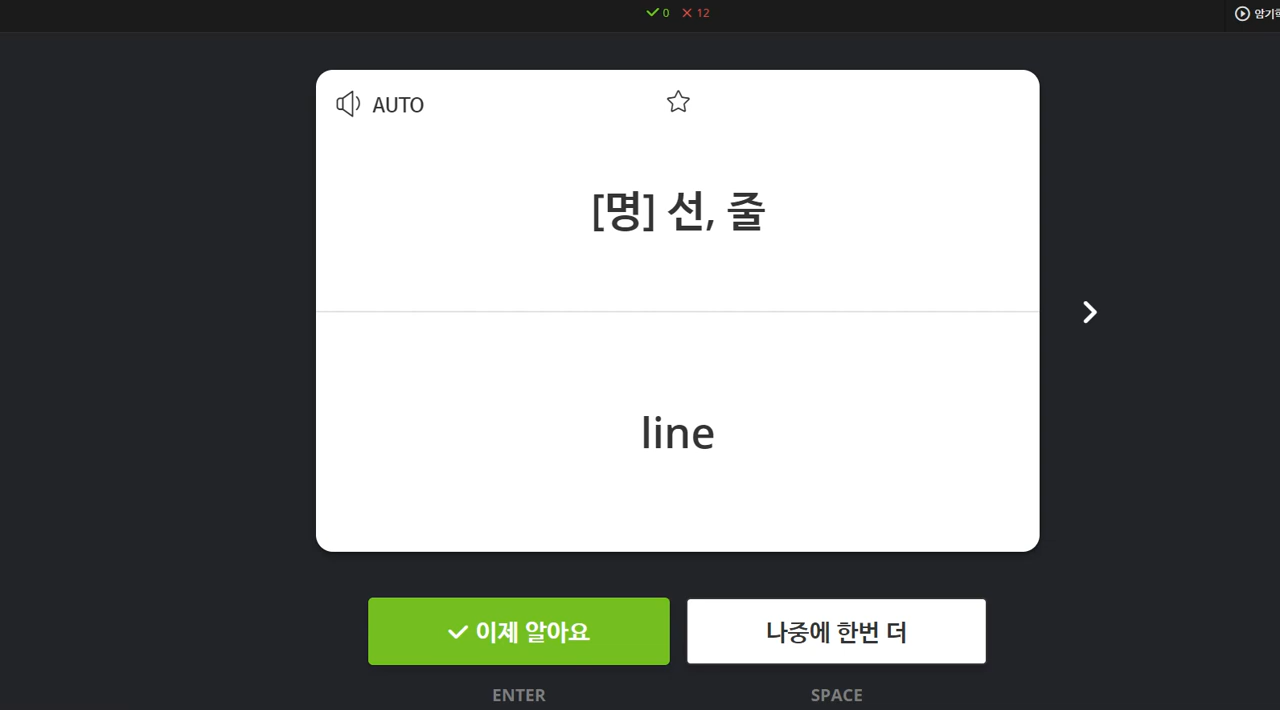 0 12
AUTO
[명] 선, 줄
line
이제 알아요 나중에 한번 더
ENTER SPACE